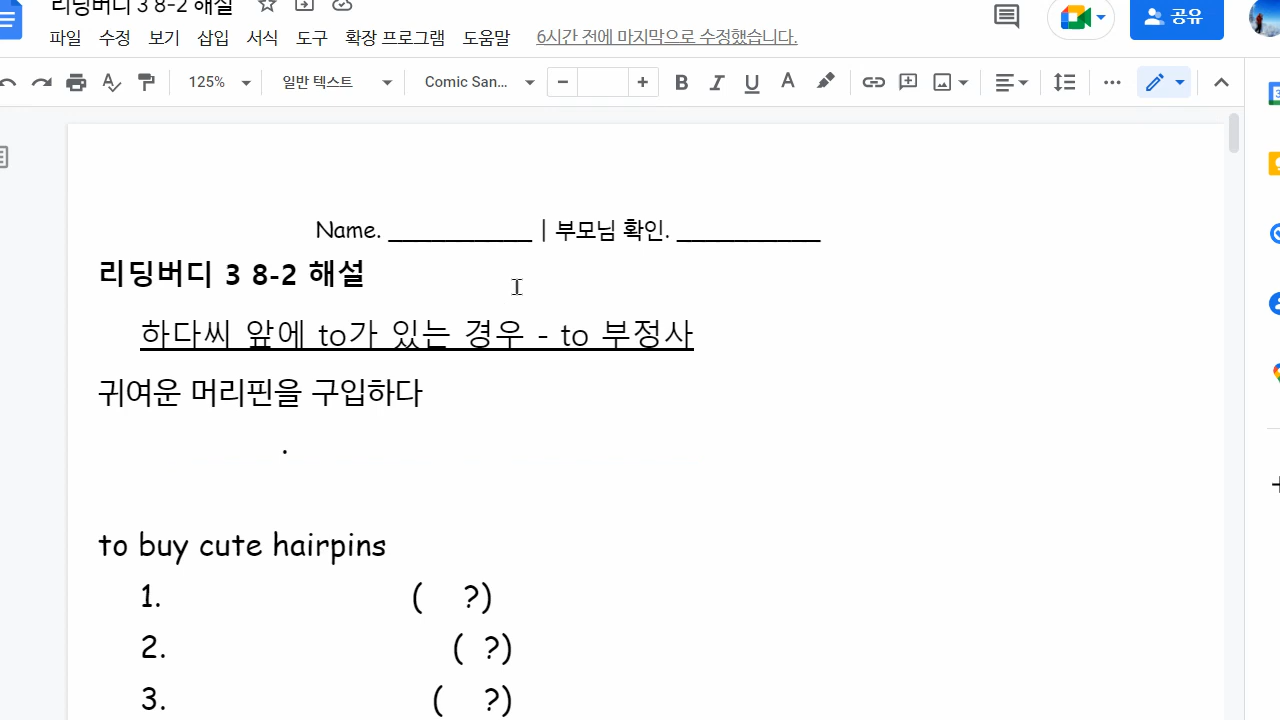 리딩버디 3 8-2 해설
파일 수정 보기 삽입 서식 도구 확장 프로그램 도움말 6시간 전에 마지막으로 수정했습니다.
공유
125% 일반 텍스트 Comic San... − + B I U A
Name. ___________ | 부모님 확인. ___________
리딩버디 3 8-2 해설
하다씨 앞에 to가 있는 경우 - to 부정사
귀여운 머리핀을 구입하다
.
to buy cute hairpins
1. ( ?)
2. ( ?)
3. ( ?)